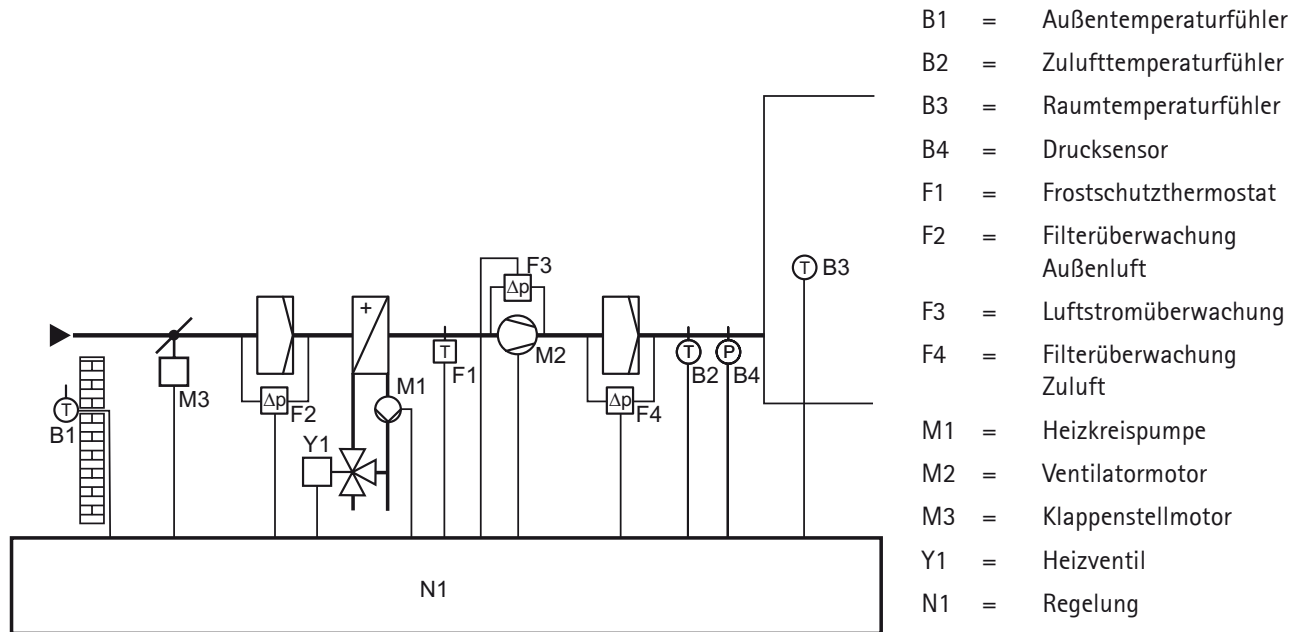 B1 = Außentemperaturfühler
B2 = Zulufttemperaturfühler
B3 = Raumtemperaturfühler
B4 = Drucksensor
F1 = Frostschutzthermostat
F2 = Filterüberwachung
Außenluft
F3 = Luftstromüberwachung
F4 = Filterüberwachung
Zuluft
M1 = Heizkreispumpe
M2 = Ventilatormotor
M3 = Klappenstellmotor
Y1 = Heizventil
N1 = Regelung
T B3
F3
Δp
+
M2
T
F1
T
B2
P
B4
M3
Δp
F2
M1
Δp
F4
T
B1
Y1
N1